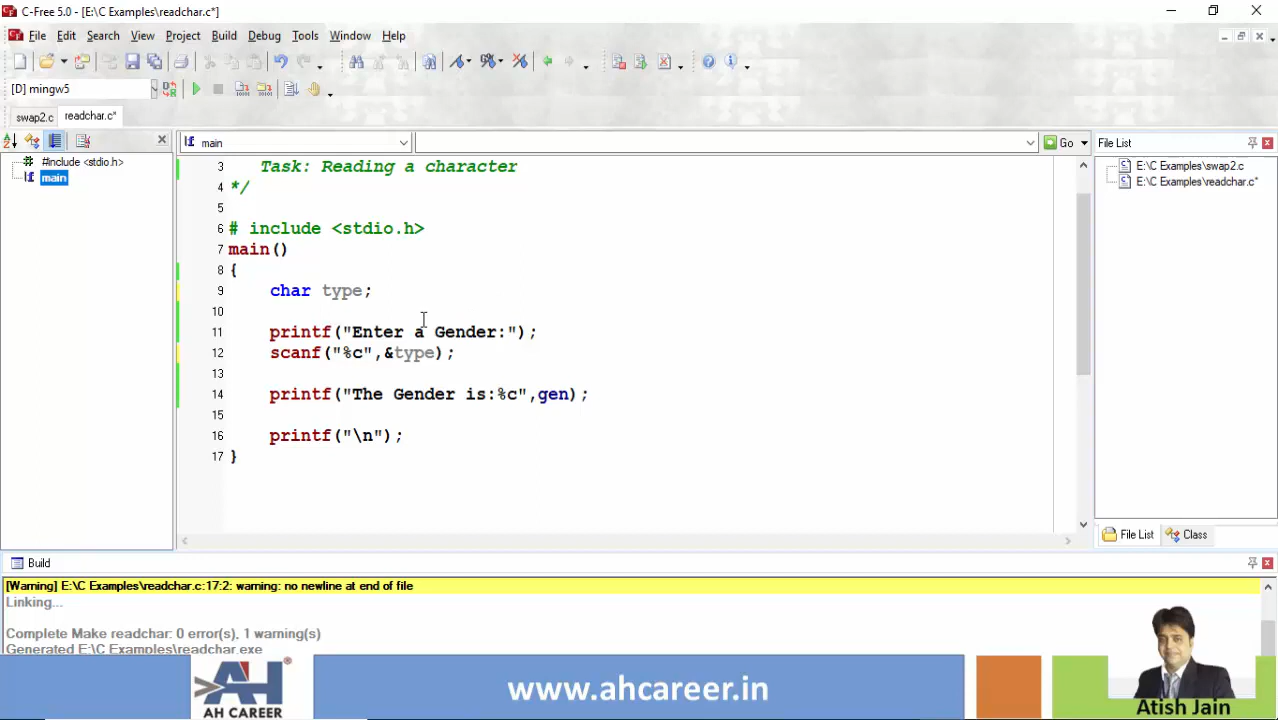 C-Free 5.0 - [E:\C Examples\readchar.c*]
File Edit Search View Project Build Debug Tools Window Help
[D] mingw5
swap2.c readchar.c*
main Go File List
#include <stdio.h>
main
E:\C Examples\swap2.c
E:\C Examples\readchar.c*
3 Task: Reading a character
4 */
5
6 # include <stdio.h>
7 main()
8 {
9 char type;
10
11 printf("Enter a Gender:");
12 scanf("%c",&type);
13
14 printf("The Gender is:%c",gen);
15
16 printf("\n");
17 }
File List Class
Build
[Warning] E:\C Examples\readchar.c:17:2: warning: no newline at end of file
Linking...
Complete Make readchar: 0 error(s), 1 warning(s)
Generated E:\C Examples\readchar.exe
AH ®
AH CAREER
www.ahcareer.in
Atish Jain